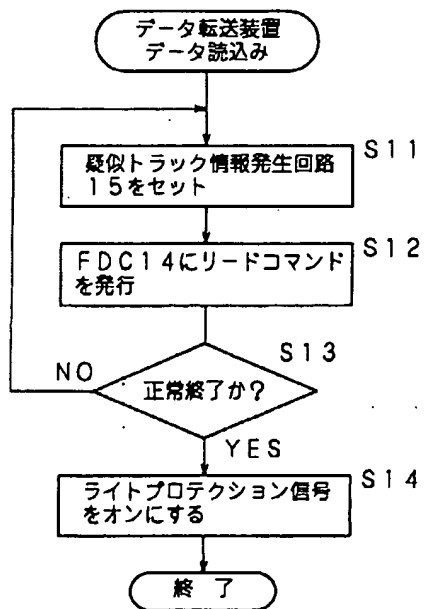 データ転送装置
データ読込み
S11
疑似トラック情報発生回路
15をセット
S12
FDC14にリードコマンド
を発行
S13
NO
正常終了か?
YES
S14
ライトプロテクション信号
をオンにする
終 了